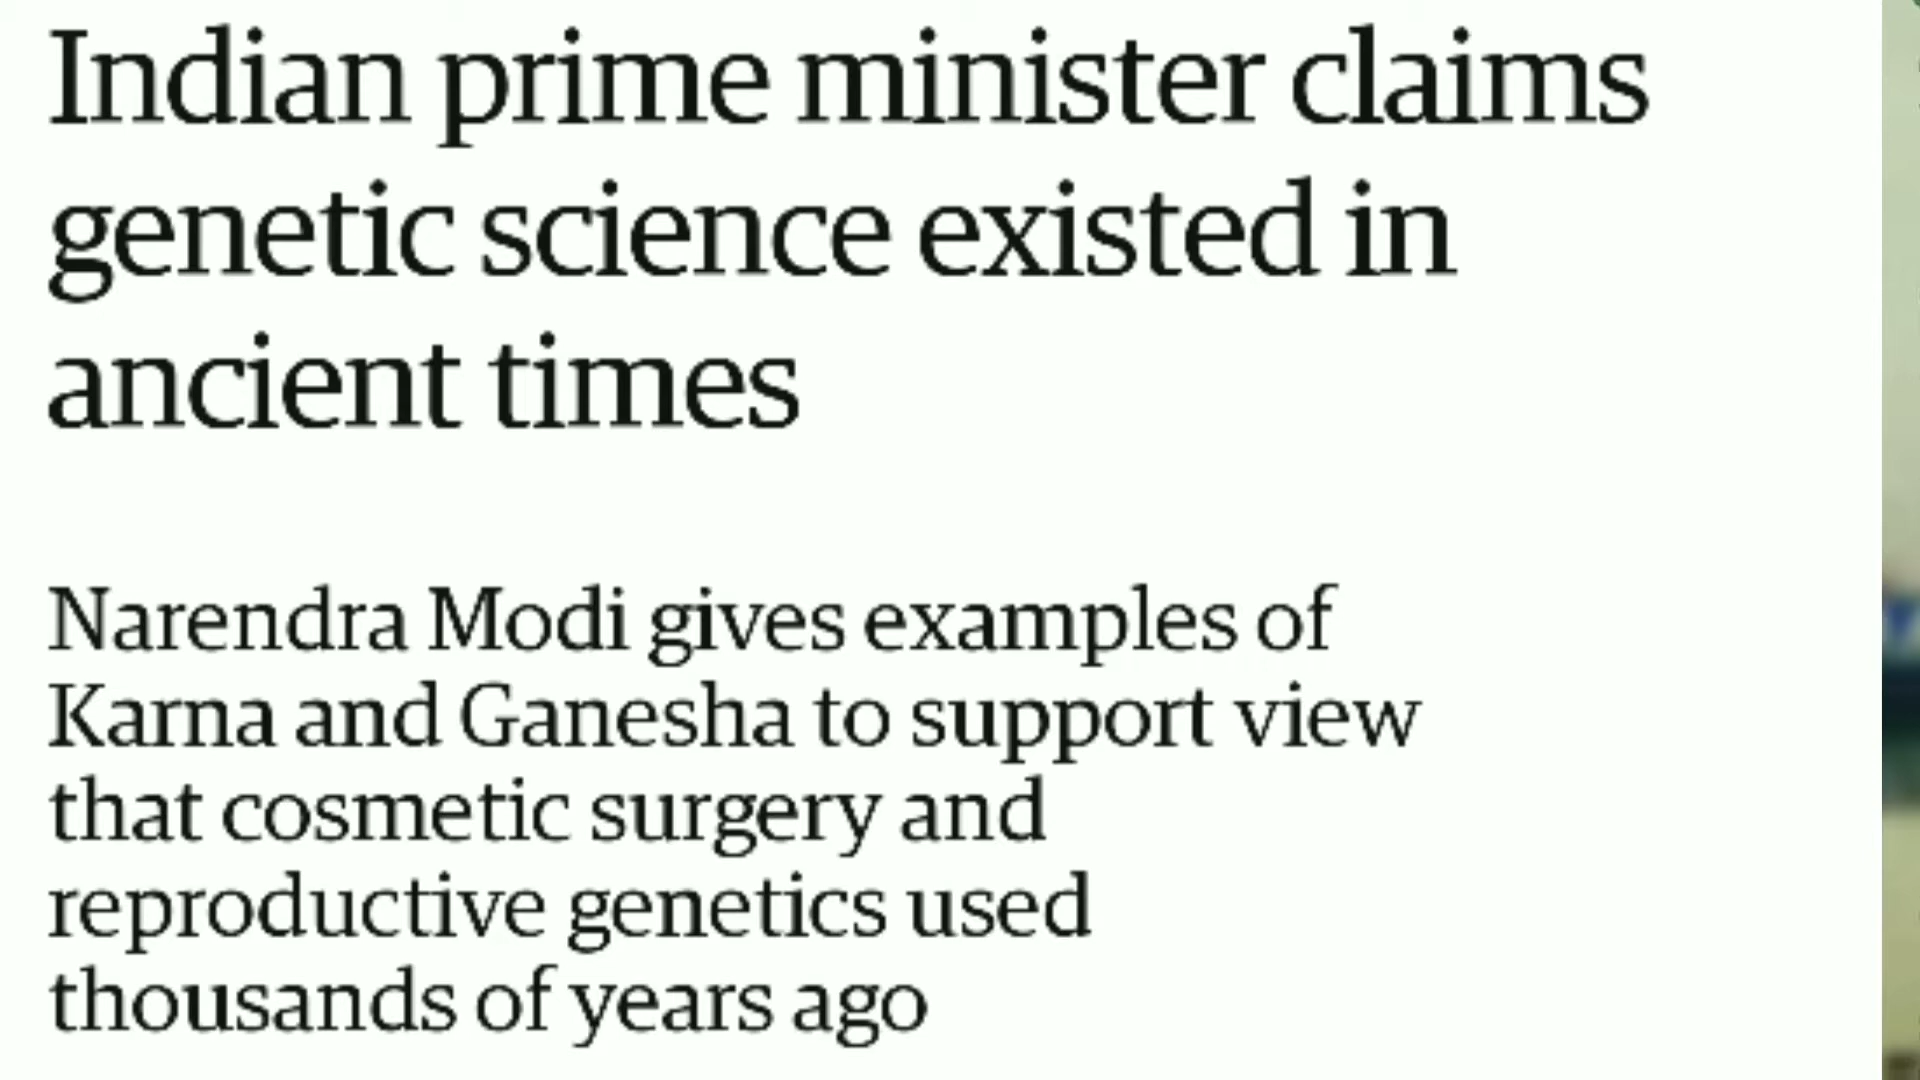 Indian prime minister claims
genetic science existed in
ancient times
Narendra Modi gives examples of
Karna and Ganesha to support view
that cosmetic surgery and
reproductive genetics used
thousands of years ago